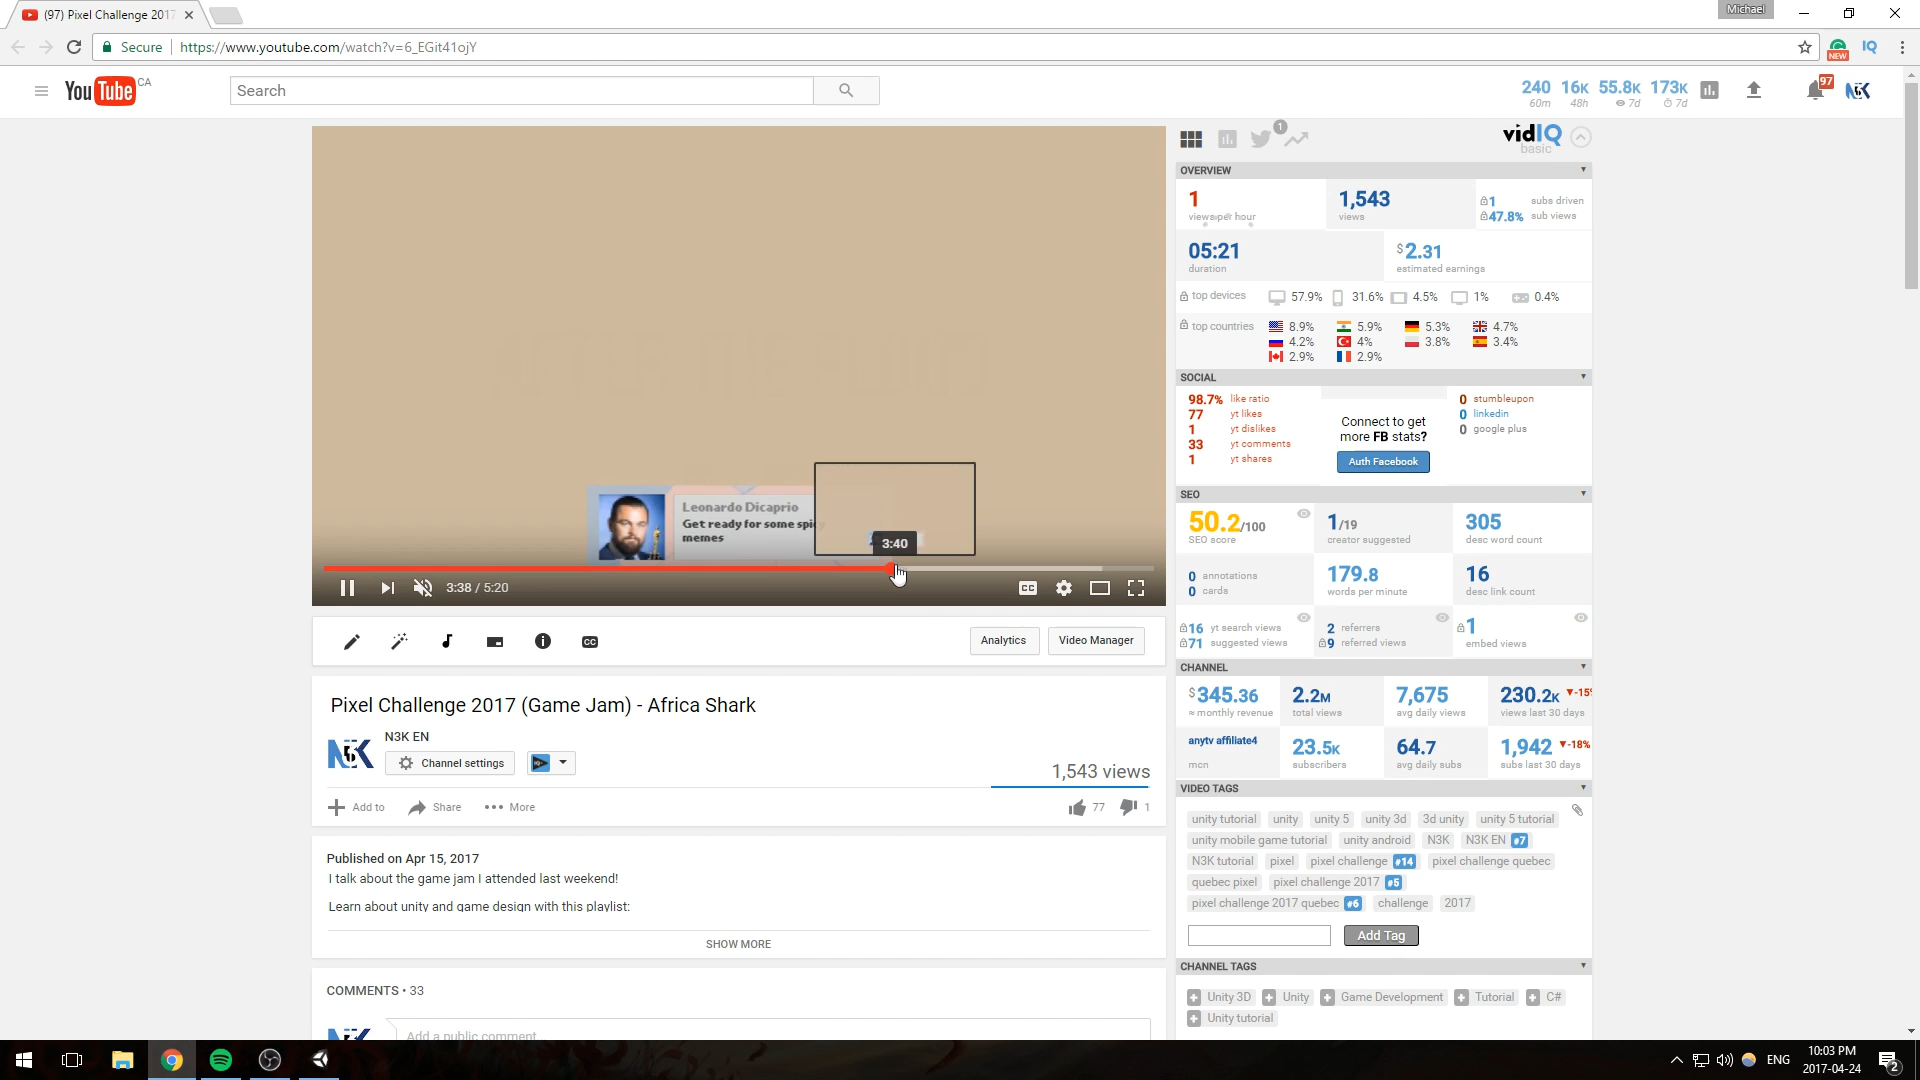 (97) Pixel Challenge 2017
Michael
Secure
https://www.youtube.com/watch?v=6_EGit41ojY
NEW
IQ
YouTube CA
Search
240 60m
16K 48h
55.8K 7d
173K 7d
97
N3K
1
vidIQ
basic
OVERVIEW
1
views per hour
1,543
views
1 subs driven
47.8% sub views
05:21
duration
$2.31
estimated earnings
top devices 57.9% 31.6% 4.5% 1% 0.4%
top countries 8.9% 5.9% 5.3% 4.7%
4.2% 4% 3.8% 3.4%
2.9% 2.9%
SOCIAL
98.7% like ratio
77 yt likes
1 yt dislikes
33 yt comments
1 yt shares
Connect to get
more FB stats?
Auth Facebook
0 stumbleupon
0 linkedin
0 google plus
Leonardo Dicaprio
Get ready for some spicy
memes
3:40
3:38 / 5:20
CC
SEO
50.2/100
SEO score
1/19
creator suggested
305
desc word count
0 annotations
0 cards
179.8
words per minute
16
desc link count
16 yt search views
71 suggested views
2 referrers
9 referred views
1
embed views
CC
Analytics
Video Manager
CHANNEL
$345.36
≈ monthly revenue
2.2M
total views
7,675
avg daily views
230.2K ▼-15%
views last 30 days
anytv affiliate4
mcn
23.5K
subscribers
64.7
avg daily subs
1,942 ▼-18%
subs last 30 days
Pixel Challenge 2017 (Game Jam) - Africa Shark
N3K
N3K EN
Channel settings
1,543 views
Add to
Share
More
77
1
VIDEO TAGS
unity tutorial unity unity 5 unity 3d 3d unity unity 5 tutorial
unity mobile game tutorial unity android N3K N3K EN #7
N3K tutorial pixel pixel challenge #14 pixel challenge quebec
quebec pixel pixel challenge 2017 #5
pixel challenge 2017 quebec #6 challenge 2017
Add Tag
Published on Apr 15, 2017
I talk about the game jam I attended last weekend!
Learn about unity and game design with this playlist:
SHOW MORE
CHANNEL TAGS
Unity 3D Unity Game Development Tutorial C#
Unity tutorial
COMMENTS • 33
Add a public comment...
ENG
10:03 PM
2017-04-24
2